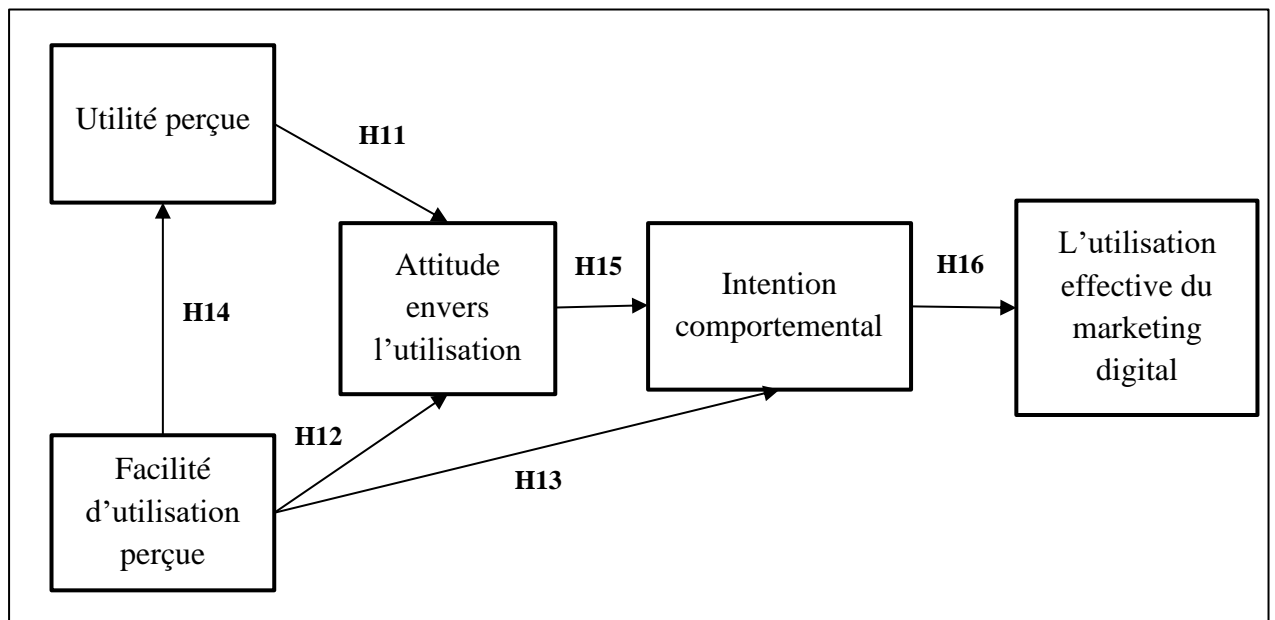 Utilité perçue
H11
H14
Attitude
envers
l’utilisation
H15
Intention
comportemental
H16
L’utilisation
effective du
marketing
digital
H12
H13
Facilité
d’utilisation
perçue